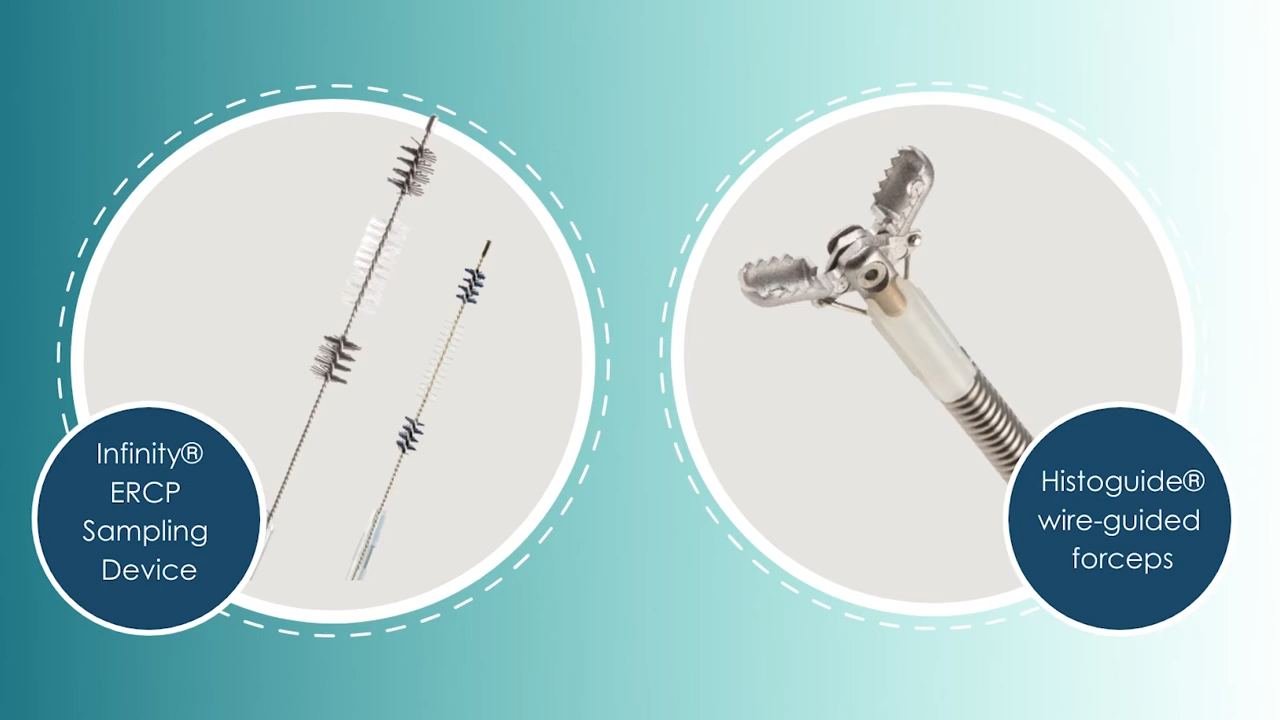 Infinity®
ERCP
Sampling
Device
Histoguide®
wire-guided
forceps